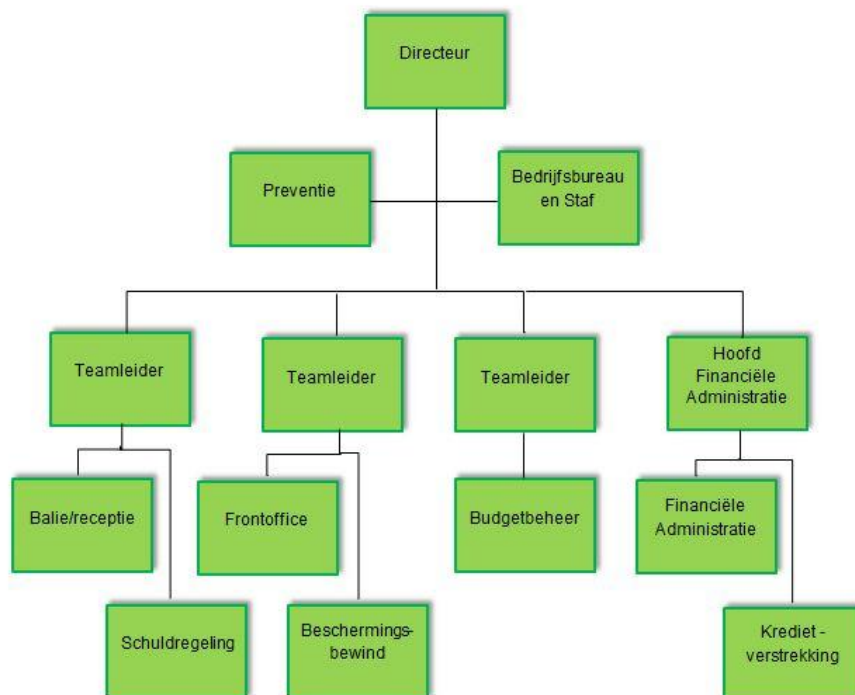 Directeur
Preventie
Bedrijfsbureau
en Staf
Teamleider
Teamleider
Teamleider
Hoofd
Financiële
Administratie
Balie/receptie
Frontoffice
Budgetbeheer
Financiële
Administratie
Schuldregeling
Beschermings-
bewind
Krediet -
verstrekking